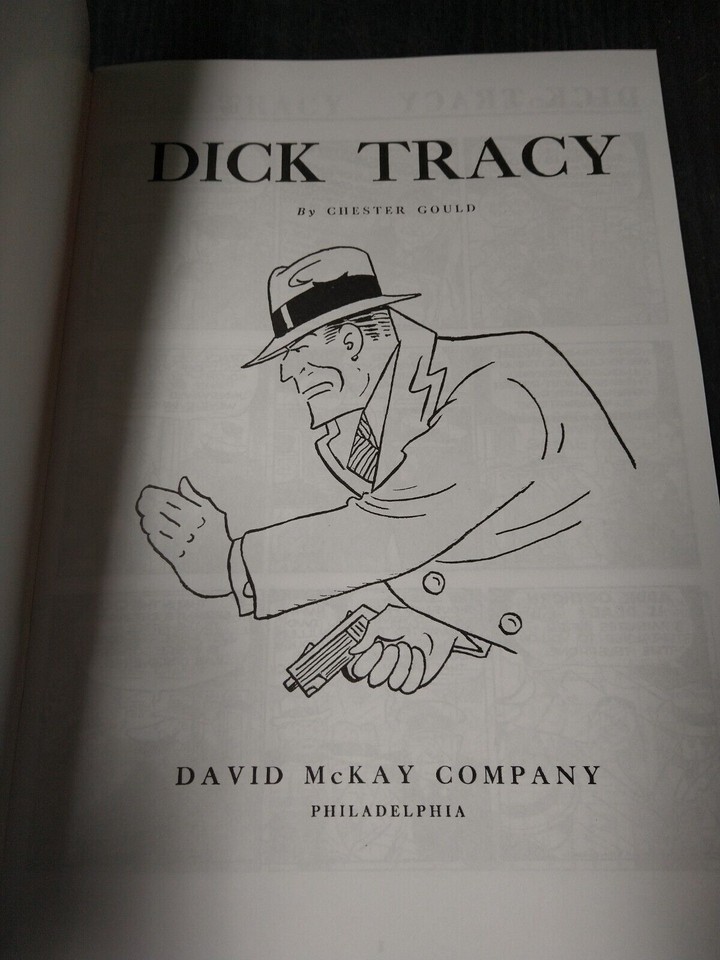 DICK TRACY
By CHESTER GOULD
DAVID McKAY COMPANY
PHILADELPHIA